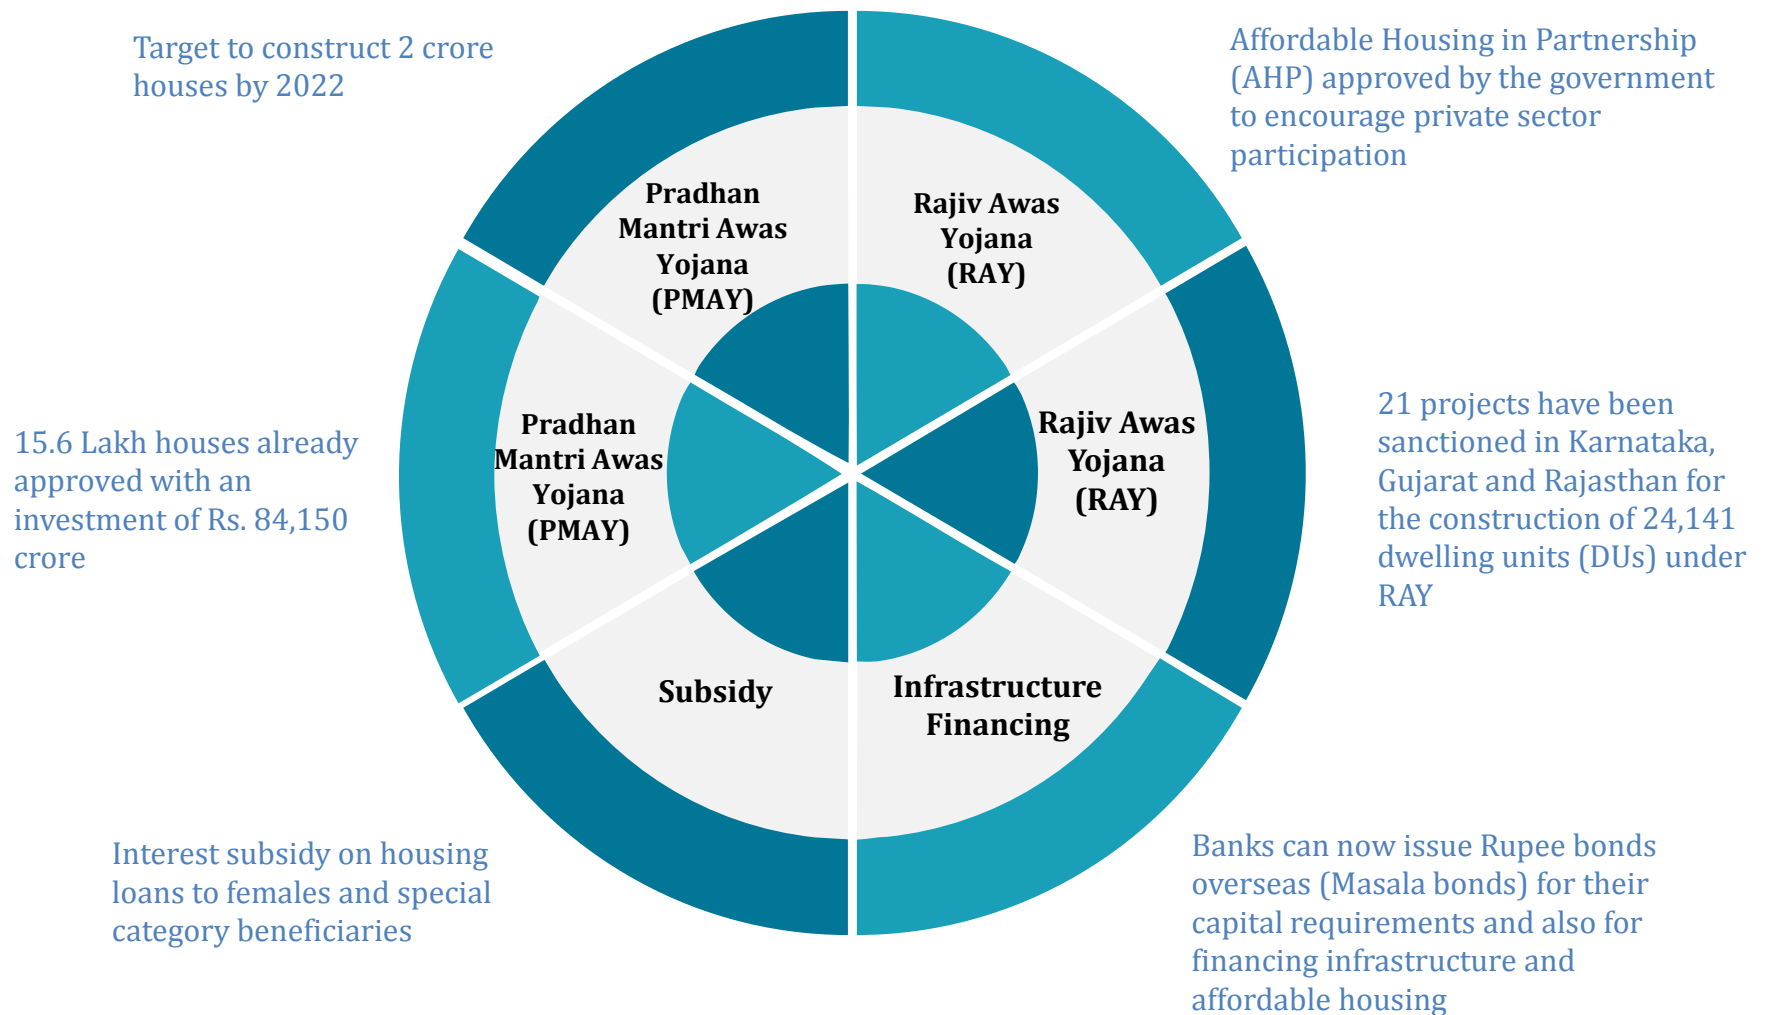 Target to construct 2 crore
houses by 2022
Affordable Housing in Partnership
(AHP) approved by the government
to encourage private sector
participation
Pradhan
Mantri Awas
Yojana
(PMAY)
Rajiv Awas
Yojana
(RAY)
15.6 Lakh houses already
approved with an
investment of Rs. 84,150
crore
Pradhan
Mantri Awas
Yojana
(PMAY)
Rajiv Awas
Yojana
(RAY)
21 projects have been
sanctioned in Karnataka,
Gujarat and Rajasthan for
the construction of 24,141
dwelling units (DUs) under
RAY
Subsidy
Infrastructure
Financing
Interest subsidy on housing
loans to females and special
category beneficiaries
Banks can now issue Rupee bonds
overseas (Masala bonds) for their
capital requirements and also for
financing infrastructure and
affordable housing